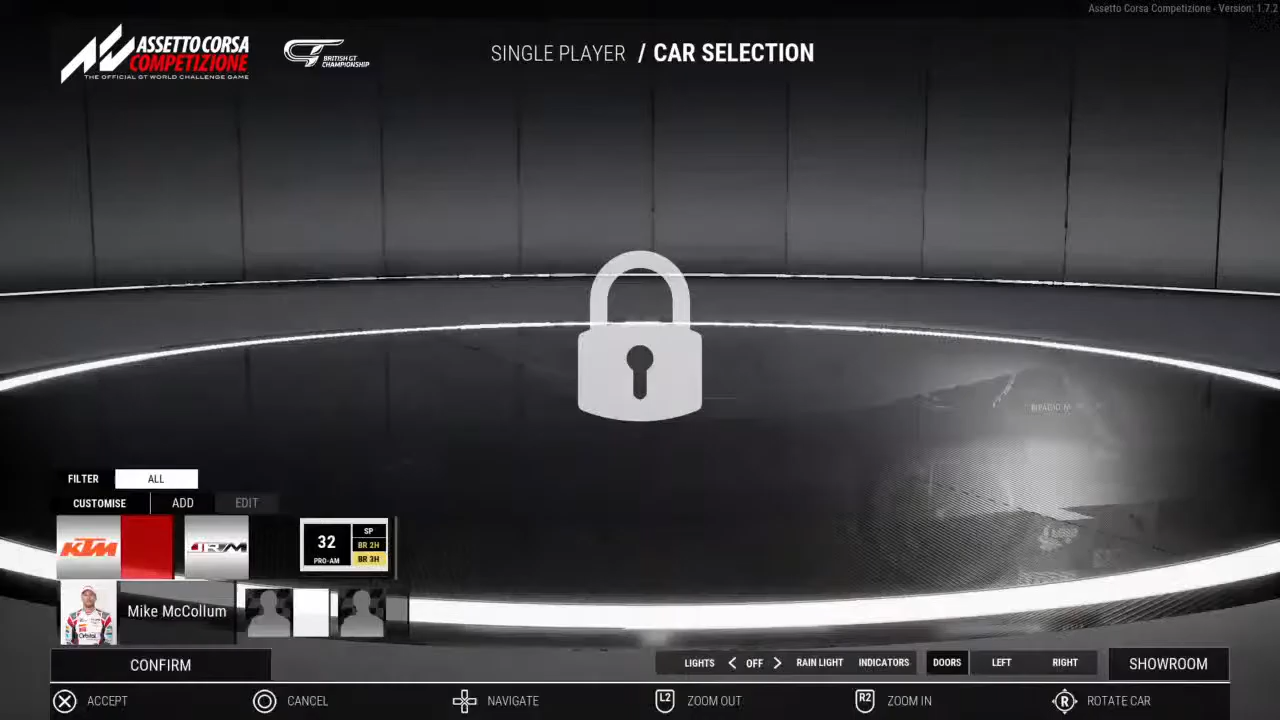 Assetto Corsa Competizione - Version: 1.7.2
ASSETTO CORSA
COMPETIZIONE
THE OFFICIAL GT WORLD CHALLENGE GAME
BRITISH GT
CHAMPIONSHIP
SINGLE PLAYER / CAR SELECTION
FILTER ALL
CUSTOMISE ADD EDIT
KTM JRM
32 PRO-AM
SP
BR 2H
BR 3H
Mike McCollum
CONFIRM
LIGHTS < OFF > RAIN LIGHT INDICATORS DOORS LEFT RIGHT
SHOWROOM
ACCEPT CANCEL NAVIGATE L2 ZOOM OUT R2 ZOOM IN R ROTATE CAR